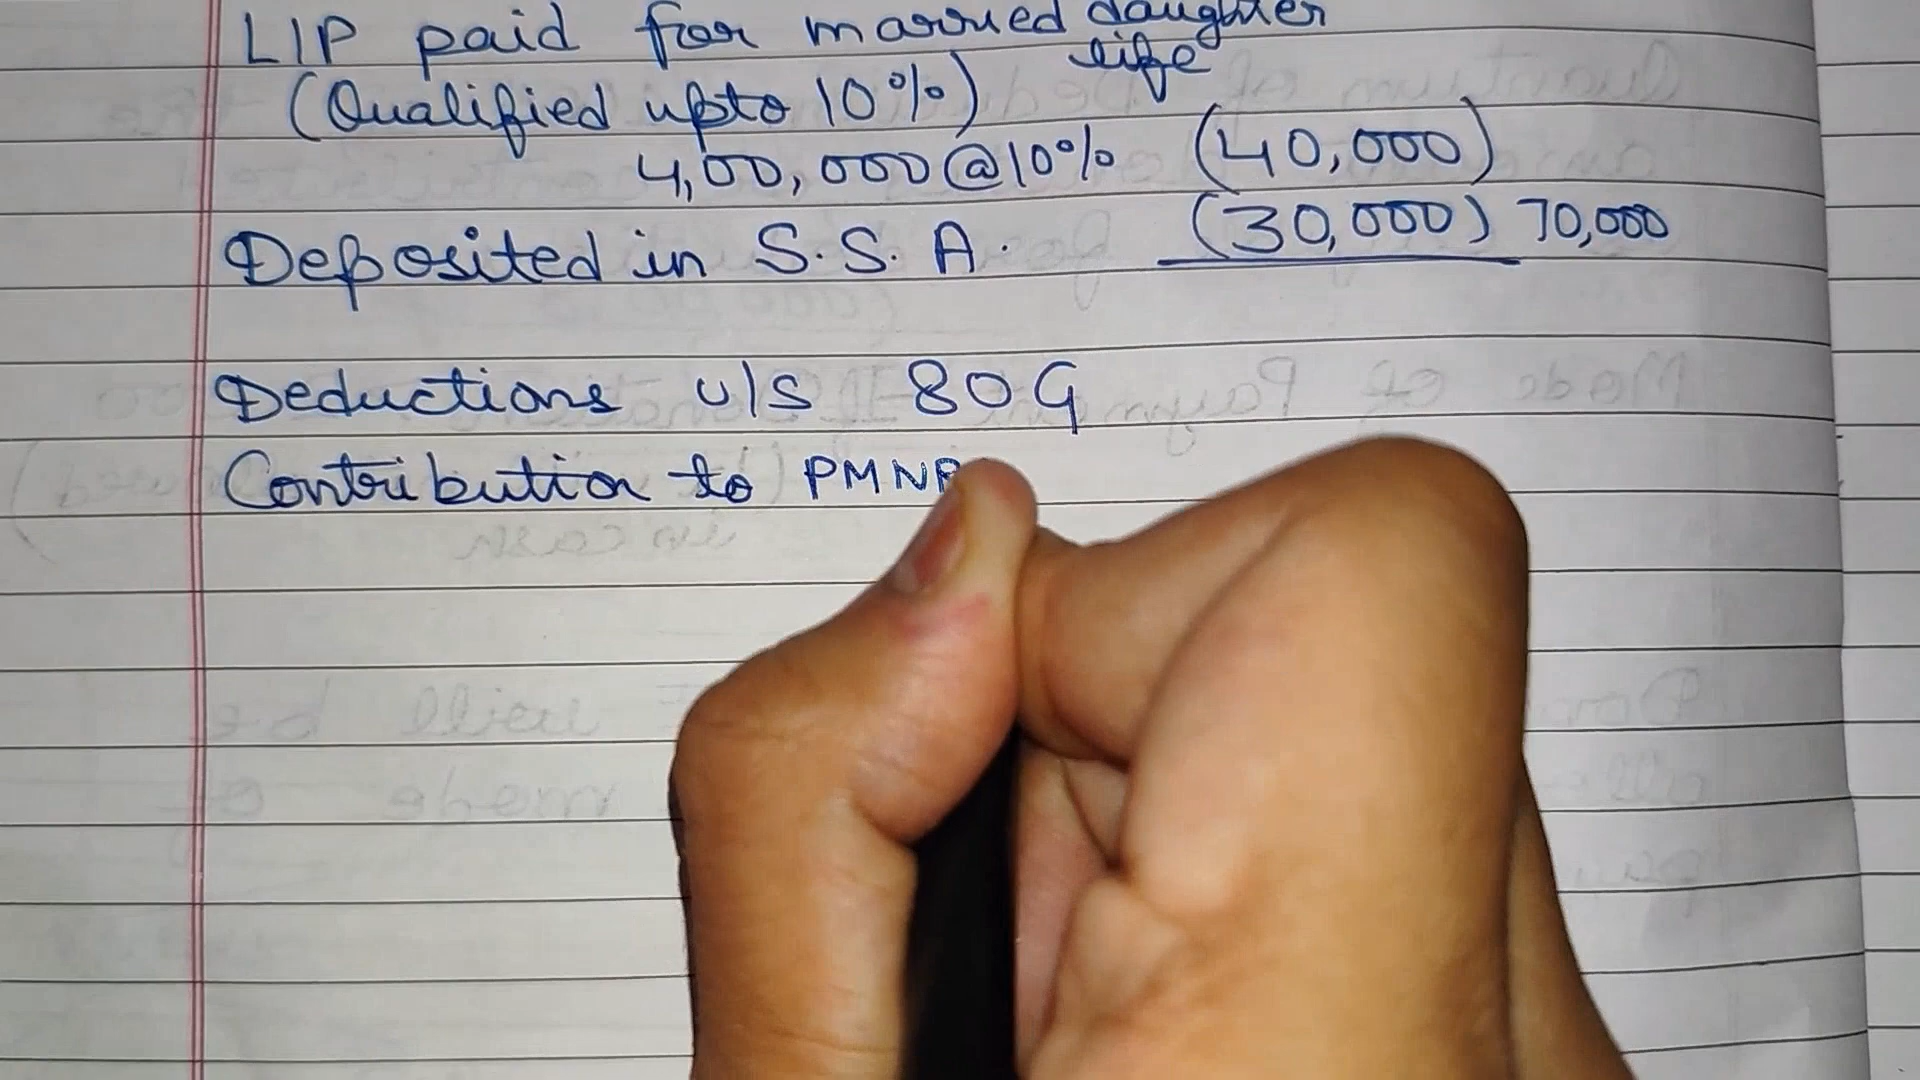 LIP paid for married daughter
life
(Qualified upto 10%)
4,00,000@10% (40,000)
Deposited in S.S.A. (30,000) 70,000
Deductions u/s 80G
Contribution to PMNR